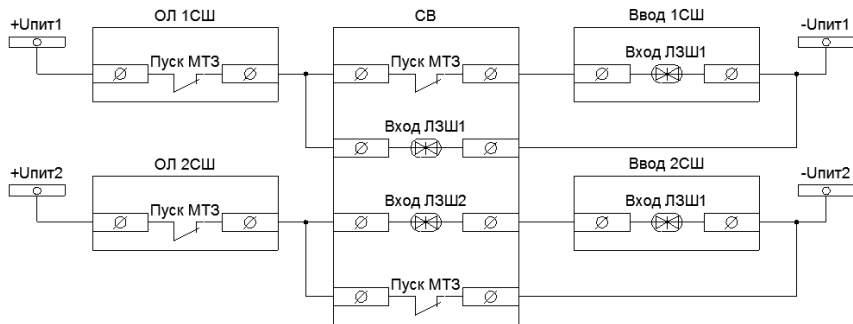 ОЛ 1СШ СВ Ввод 1СШ
+Uпит1 -Uпит1
Пуск МТЗ Пуск МТЗ Вход ЛЗШ1
Вход ЛЗШ1
ОЛ 2СШ Ввод 2СШ
+Uпит2 -Uпит2
Пуск МТЗ Вход ЛЗШ2 Вход ЛЗШ1
Пуск МТЗ